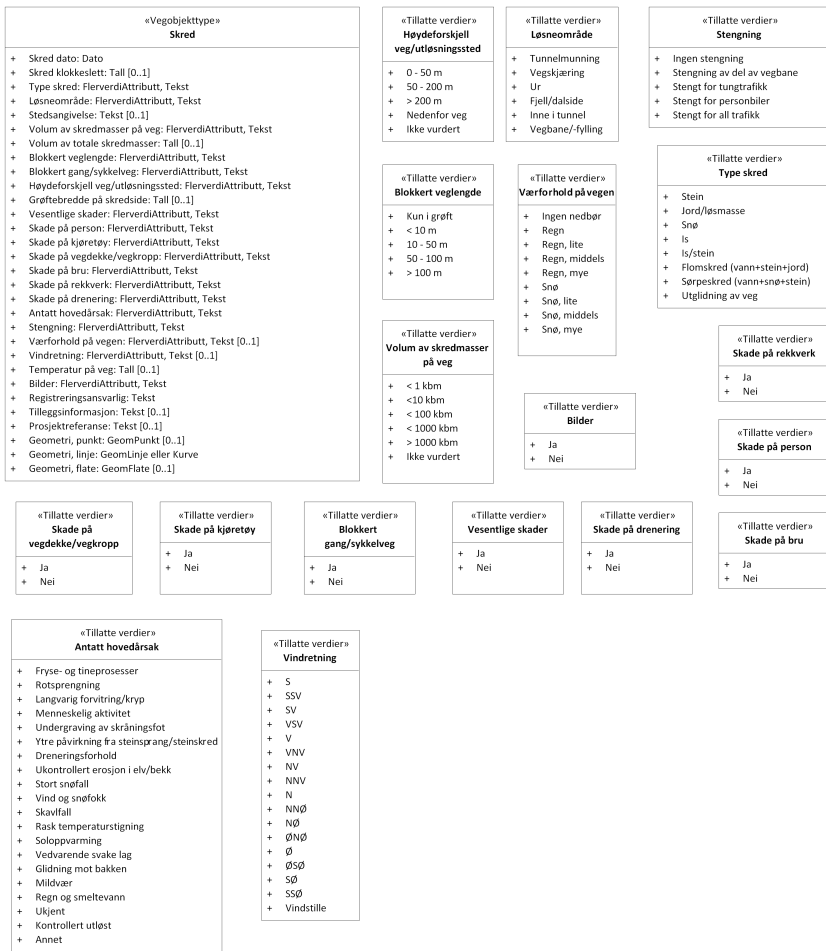 «Vegobjekttype»
Skred
+ Skred dato: Dato
+ Skred klokkeslett: Tall [0..1]
+ Type skred: FlerverdiAttributt, Tekst
+ Løsneområde: FlerverdiAttributt, Tekst
+ Stedsangivelse: Tekst [0..1]
+ Volum av skredmasser på veg: FlerverdiAttributt, Tekst
+ Volum av totale skredmasser: Tall [0..1]
+ Blokkert veglengde: FlerverdiAttributt, Tekst
+ Blokkert gang/sykkelveg: FlerverdiAttributt, Tekst
+ Høydeforskjell veg/utløsningssted: FlerverdiAttributt, Tekst
+ Grøftebredde på skredside: Tall [0..1]
+ Vesentlige skader: FlerverdiAttributt, Tekst
+ Skade på person: FlerverdiAttributt, Tekst
+ Skade på kjøretøy: FlerverdiAttributt, Tekst
+ Skade på vegdekke/vegkropp: FlerverdiAttributt, Tekst
+ Skade på bru: FlerverdiAttributt, Tekst
+ Skade på rekkverk: FlerverdiAttributt, Tekst
+ Skade på drenering: FlerverdiAttributt, Tekst
+ Antatt hovedårsak: FlerverdiAttributt, Tekst
+ Stengning: FlerverdiAttributt, Tekst
+ Værforhold på vegen: FlerverdiAttributt, Tekst [0..1]
+ Vindretning: FlerverdiAttributt, Tekst [0..1]
+ Temperatur på veg: Tall [0..1]
+ Bilder: FlerverdiAttributt, Tekst
+ Registreringsansvarlig: Tekst
+ Tilleggsinformasjon: Tekst [0..1]
+ Prosjektreferanse: Tekst [0..1]
+ Geometri, punkt: GeomPunkt [0..1]
+ Geometri, linje: GeomLinje eller Kurve
+ Geometri, flate: GeomFlate [0..1]
«Tillatte verdier»
Høydeforskjell
veg/utløsningssted
+ 0 - 50 m
+ 50 - 200 m
+ > 200 m
+ Nedenfor veg
+ Ikke vurdert
«Tillatte verdier»
Løsneområde
+ Tunnelmunning
+ Vegskjæring
+ Ur
+ Fjell/dalside
+ Inne i tunnel
+ Vegbane/-fylling
«Tillatte verdier»
Stengning
+ Ingen stengning
+ Stengning av del av vegbane
+ Stengt for tungtrafikk
+ Stengt for personbiler
+ Stengt for all trafikk
«Tillatte verdier»
Blokkert veglengde
+ Kun i grøft
+ < 10 m
+ 10 - 50 m
+ 50 - 100 m
+ > 100 m
«Tillatte verdier»
Værforhold på vegen
+ Ingen nedbør
+ Regn
+ Regn, lite
+ Regn, middels
+ Regn, mye
+ Snø
+ Snø, lite
+ Snø, middels
+ Snø, mye
«Tillatte verdier»
Type skred
+ Stein
+ Jord/løsmasse
+ Snø
+ Is
+ Is/stein
+ Flomskred (vann+stein+jord)
+ Sørpeskred (vann+snø+stein)
+ Utglidning av veg
«Tillatte verdier»
Volum av skredmasser
på veg
+ < 1 kbm
+ <10 kbm
+ < 100 kbm
+ < 1000 kbm
+ > 1000 kbm
+ Ikke vurdert
«Tillatte verdier»
Bilder
+ Ja
+ Nei
«Tillatte verdier»
Skade på rekkverk
+ Ja
+ Nei
«Tillatte verdier»
Skade på person
+ Ja
+ Nei
«Tillatte verdier»
Skade på
vegdekke/vegkropp
+ Ja
+ Nei
«Tillatte verdier»
Skade på kjøretøy
+ Ja
+ Nei
«Tillatte verdier»
Blokkert
gang/sykkelveg
+ Ja
+ Nei
«Tillatte verdier»
Vesentlige skader
+ Ja
+ Nei
«Tillatte verdier»
Skade på drenering
+ Ja
+ Nei
«Tillatte verdier»
Skade på bru
+ Ja
+ Nei
«Tillatte verdier»
Antatt hovedårsak
+ Fryse- og tineprosesser
+ Rotsprengning
+ Langvarig forvitring/kryp
+ Menneskelig aktivitet
+ Undergraving av skråningsfot
+ Ytre påvirkning fra steinsprang/steinskred
+ Dreneringsforhold
+ Ukontrollert erosjon i elv/bekk
+ Stort snøfall
+ Vind og snøfokk
+ Skavlfall
+ Rask temperaturstigning
+ Soloppvarming
+ Vedvarende svake lag
+ Glidning mot bakken
+ Mildvær
+ Regn og smeltevann
+ Ukjent
+ Kontrollert utløst
+ Annet
«Tillatte verdier»
Vindretning
+ S
+ SSV
+ SV
+ VSV
+ V
+ VNV
+ NV
+ NNV
+ N
+ NNØ
+ NØ
+ ØNØ
+ Ø
+ ØSØ
+ SØ
+ SSØ
+ Vindstille